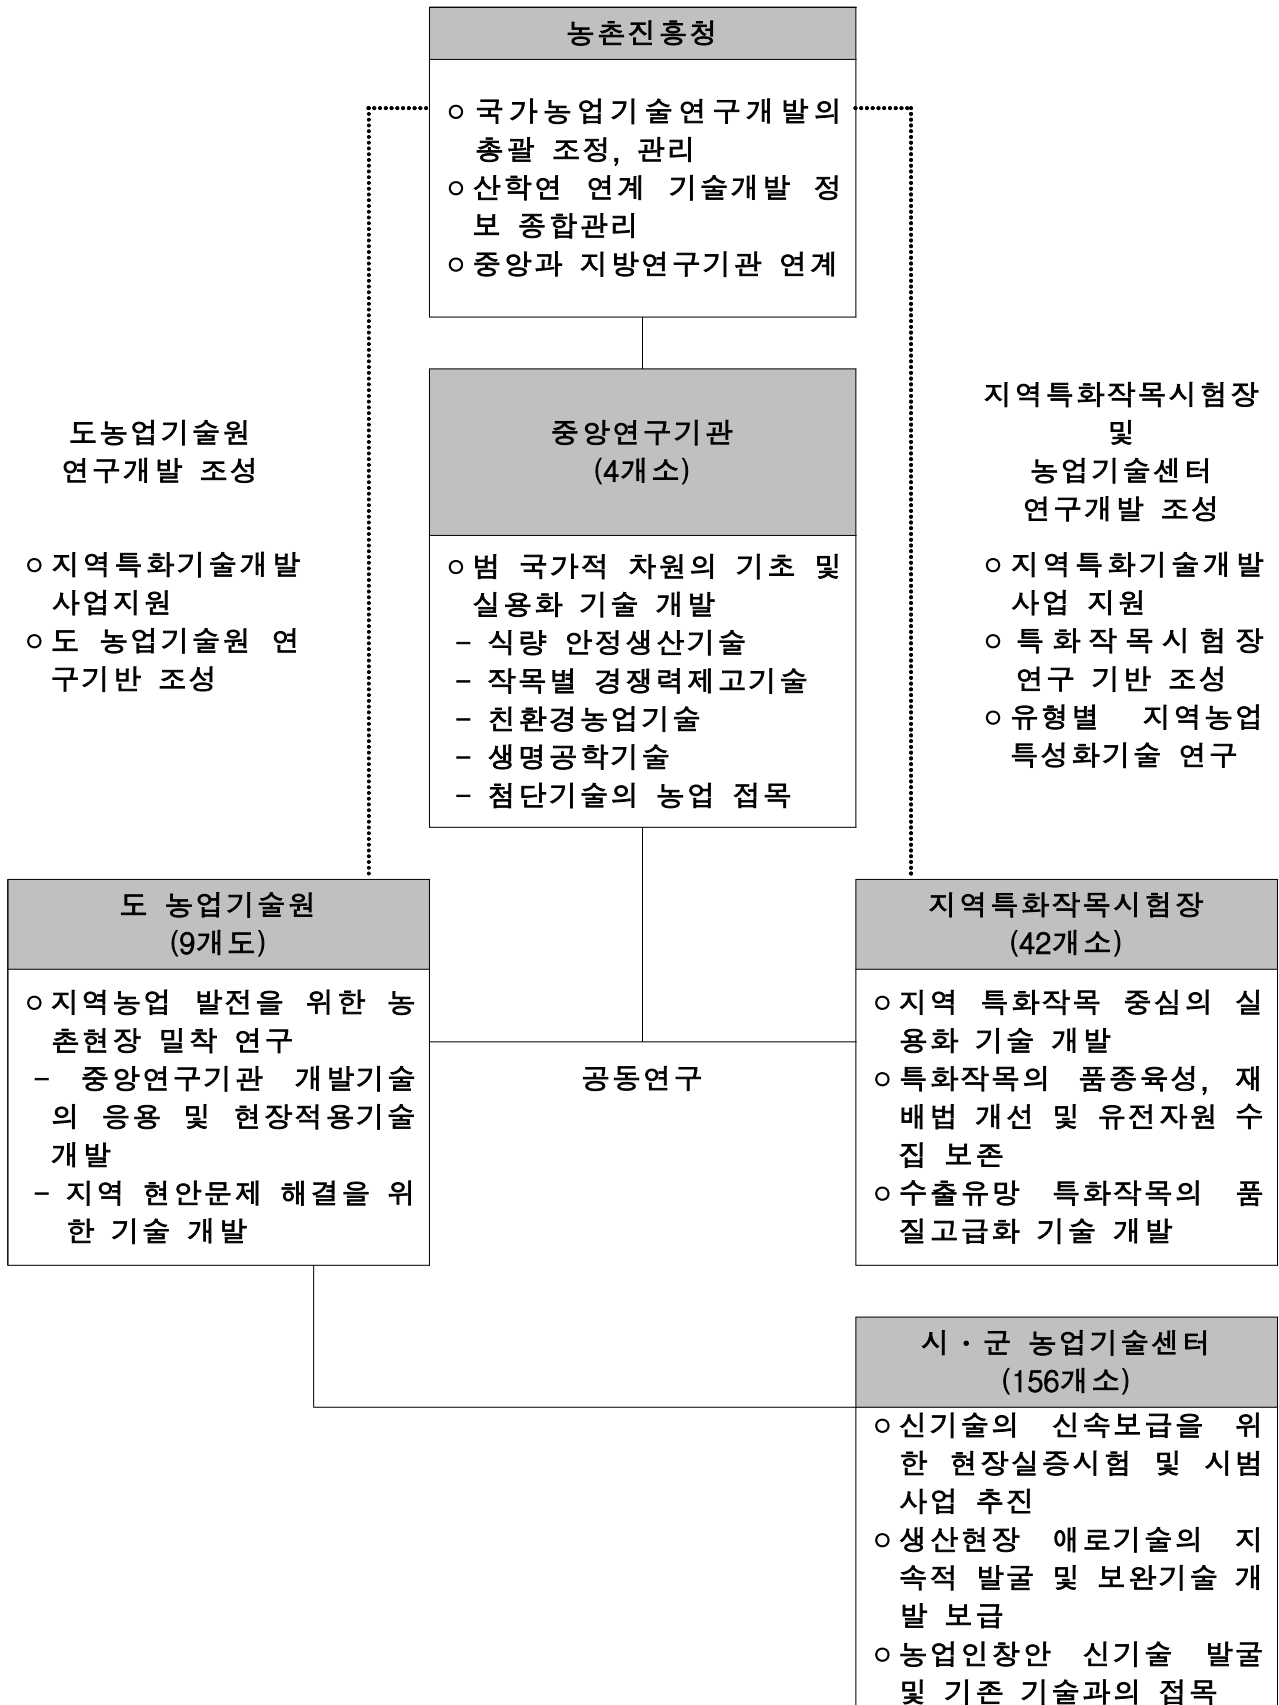 농촌진흥청
ㅇ 국가농업기술연구개발의
총괄 조정, 관리
ㅇ 산학연 연계 기술개발 정
보 종합관리
ㅇ 중앙과 지방연구기관 연계
도농업기술원
연구개발 조성
ㅇ 지역특화기술개발
사업지원
ㅇ 도 농업기술원 연
구기반 조성
중앙연구기관
(4개소)
ㅇ 범 국가적 차원의 기초 및
실용화 기술 개발
- 식량 안정생산기술
- 작목별 경쟁력제고기술
- 친환경농업기술
- 생명공학기술
- 첨단기술의 농업 접목
지역특화작목시험장
및
농업기술센터
연구개발 조성
ㅇ 지역특화기술개발
사업 지원
ㅇ 특화작목시험장
연구 기반 조성
ㅇ 유형별 지역농업
특성화기술 연구
도 농업기술원
(9개도)
ㅇ 지역농업 발전을 위한 농
촌현장 밀착 연구
- 중앙연구기관 개발기술
의 응용 및 현장적용기술
개발
- 지역 현안문제 해결을 위
한 기술 개발
공동연구
지역특화작목시험장
(42개소)
ㅇ 지역 특화작목 중심의 실
용화 기술 개발
ㅇ 특화작목의 품종육성, 재
배법 개선 및 유전자원 수
집 보존
ㅇ 수출유망 특화작목의 품
질고급화 기술 개발
시 · 군 농업기술센터
(156개소)
ㅇ 신기술의 신속보급을 위
한 현장실증시험 및 시범
사업 추진
ㅇ 생산현장 애로기술의 지
속적 발굴 및 보완기술 개
발 보급
ㅇ 농업인창안 신기술 발굴
및 기존 기술과의 접목